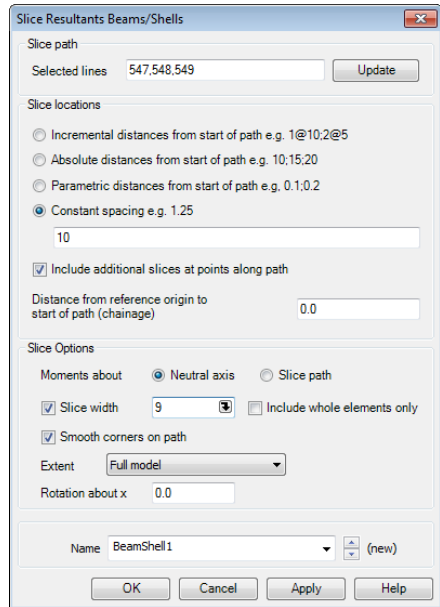 Slice Resultants Beams/Shells
Slice path
Selected lines 547,548,549 Update
Slice locations
Incremental distances from start of path e.g. 1@10;2@5
Absolute distances from start of path e.g. 10;15;20
Parametric distances from start of path e.g, 0.1;0.2
Constant spacing e.g. 1.25
10
Include additional slices at points along path
Distance from reference origin to
start of path (chainage) 0.0
Slice Options
Moments about Neutral axis Slice path
Slice width 9 Include whole elements only
Smooth corners on path
Extent Full model
Rotation about x 0.0
Name BeamShell1 (new)
OK Cancel Apply Help